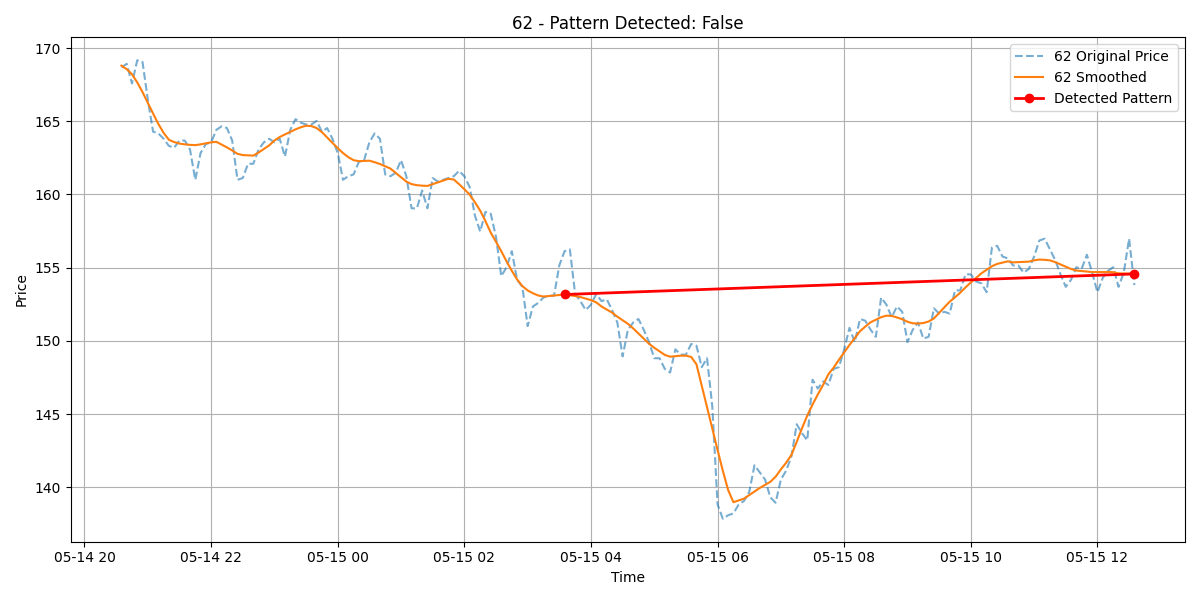 62 - Pattern Detected: False
62 Original Price
62 Smoothed
Detected Pattern
Price
170
165
160
155
150
145
140
05-14 20
05-14 22
05-15 00
05-15 02
05-15 04
05-15 06
05-15 08
05-15 10
05-15 12
Time